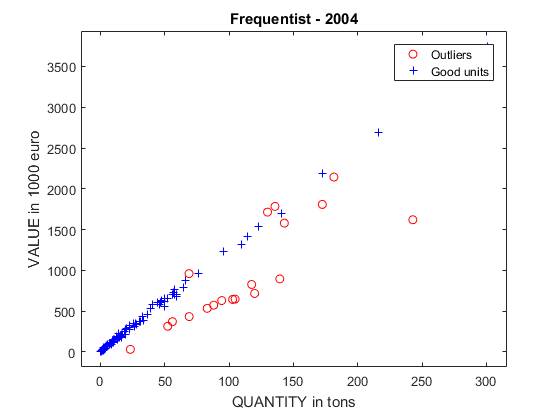 Frequentist - 2004
Outliers
Good units
VALUE in 1000 euro
3500
3000
2500
2000
1500
1000
500
0
0 50 100 150 200 250 300
QUANTITY in tons